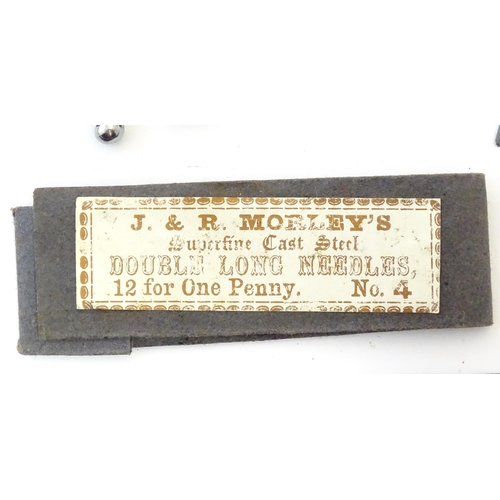 J. & R. MORLEY'S
Superfine Cast Steel
DOUBLE LONG NEEDLES,
12 for One Penny. No. 4